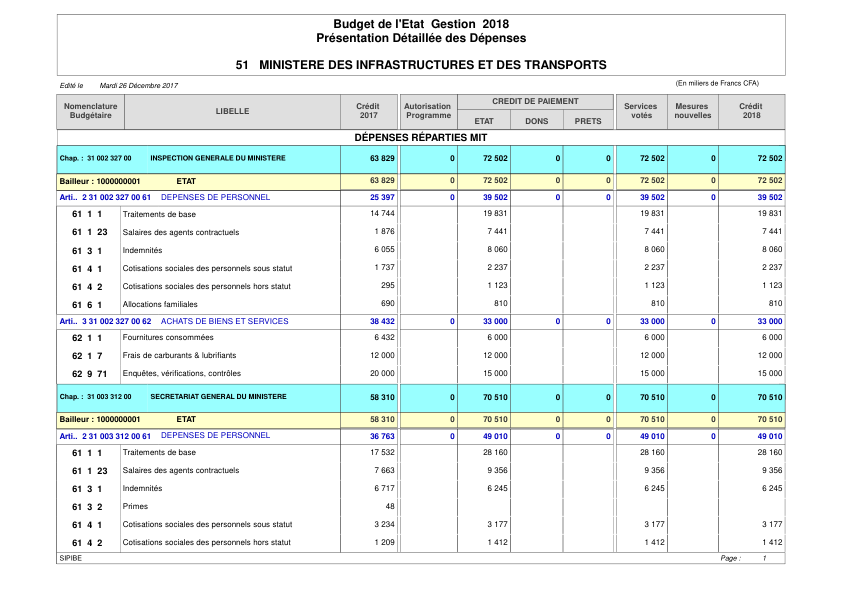 Budget de l'Etat Gestion 2018
Présentation Détaillée des Dépenses
51 MINISTERE DES INFRASTRUCTURES ET DES TRANSPORTS
Edité le Mardi 26 Décembre 2017 (En miliers de Francs CFA)
Nomenclature Budgétaire LIBELLE Crédit 2017 Autorisation Programme CREDIT DE PAIEMENT ETAT DONS PRETS Services votés Mesures nouvelles Crédit 2018
DÉPENSES RÉPARTIES MIT
Chap. : 31 002 327 00 INSPECTION GENERALE DU MINISTERE 63 829 0 72 502 0 0 72 502 0 72 502
Bailleur : 1000000001 ETAT 63 829 0 72 502 0 0 72 502 0 72 502
Arti.. 2 31 002 327 00 61 DEPENSES DE PERSONNEL 25 397 0 39 502 0 0 39 502 0 39 502
61 1 1 Traitements de base 14 744 19 831 19 831 19 831
61 1 23 Salaires des agents contractuels 1 876 7 441 7 441 7 441
61 3 1 Indemnités 6 055 8 060 8 060 8 060
61 4 1 Cotisations sociales des personnels sous statut 1 737 2 237 2 237 2 237
61 4 2 Cotisations sociales des personnels hors statut 295 1 123 1 123 1 123
61 6 1 Allocations familiales 690 810 810 810
Arti.. 3 31 002 327 00 62 ACHATS DE BIENS ET SERVICES 38 432 0 33 000 0 0 33 000 0 33 000
62 1 1 Fournitures consommées 6 432 6 000 6 000 6 000
62 1 7 Frais de carburants & lubrifiants 12 000 12 000 12 000 12 000
62 9 71 Enquêtes, vérifications, contrôles 20 000 15 000 15 000 15 000
Chap. : 31 003 312 00 SECRETARIAT GENERAL DU MINISTERE 58 310 0 70 510 0 0 70 510 0 70 510
Bailleur : 1000000001 ETAT 58 310 0 70 510 0 0 70 510 0 70 510
Arti.. 2 31 003 312 00 61 DEPENSES DE PERSONNEL 36 763 0 49 010 0 0 49 010 0 49 010
61 1 1 Traitements de base 17 532 28 160 28 160 28 160
61 1 23 Salaires des agents contractuels 7 663 9 356 9 356 9 356
61 3 1 Indemnités 6 717 6 245 6 245 6 245
61 3 2 Primes 48
61 4 1 Cotisations sociales des personnels sous statut 3 234 3 177 3 177 3 177
61 4 2 Cotisations sociales des personnels hors statut 1 209 1 412 1 412 1 412
SIPIBE Page : 1